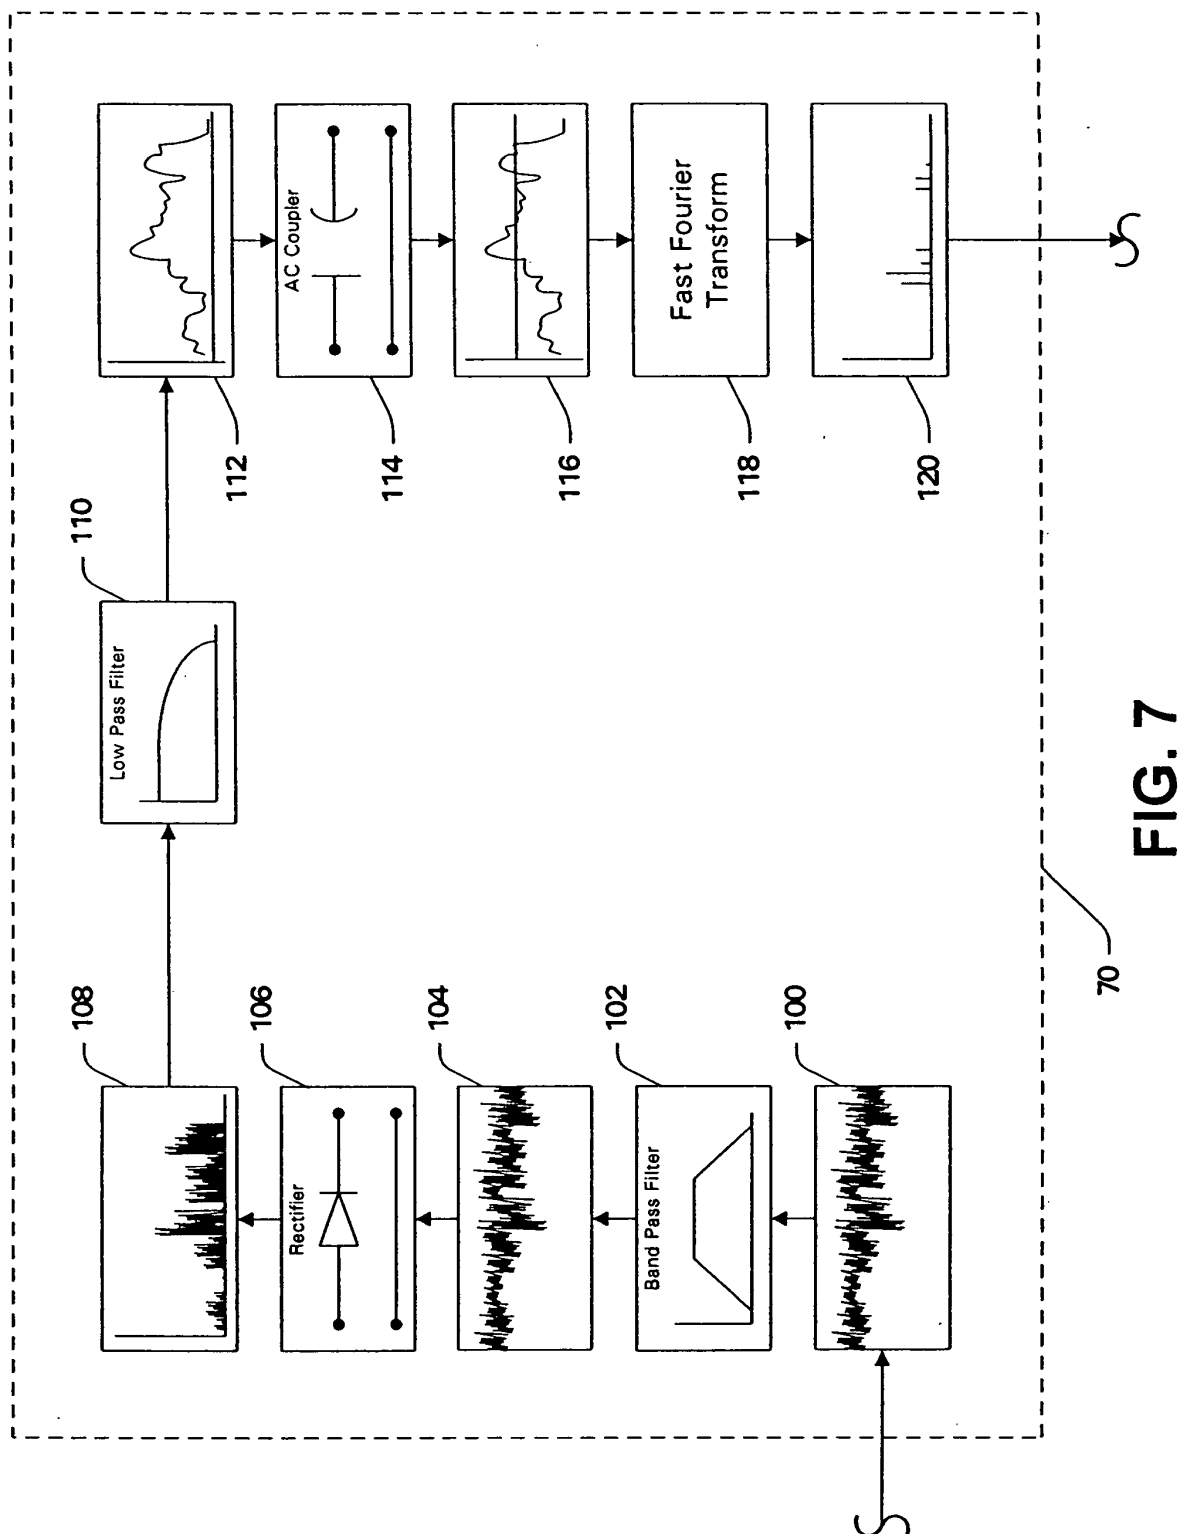 108
106
104
102
100
Rectifier
Band Pass Filter
110
Low Pass Filter
112
114
116
118
120
AC Coupler
Fast Fourier
Transform
70
FIG. 7